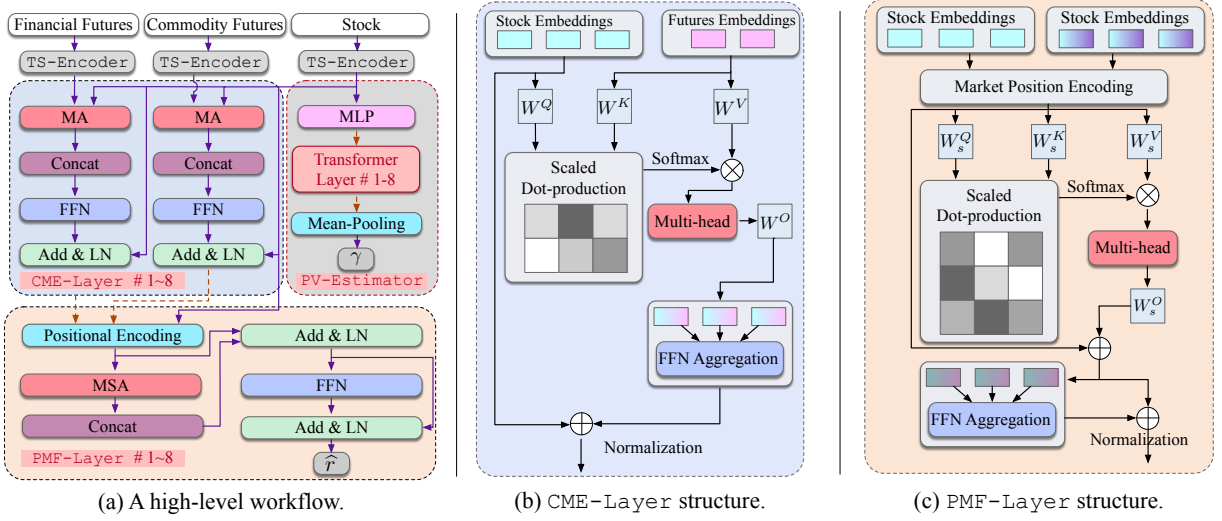 Financial Futures
Commodity Futures
Stock
TS-Encoder
TS-Encoder
TS-Encoder
MA
MA
MLP
Concat
Concat
Transformer
Layer # 1-8
FFN
FFN
Mean-Pooling
Add & LN
Add & LN
γ
CME-Layer # 1~8
PV-Estimator
Positional Encoding
Add & LN
MSA
FFN
Concat
Add & LN
PMF-Layer # 1~8
r̂
(a) A high-level workflow.
Stock Embeddings
Futures Embeddings
W^Q
W^K
W^V
Scaled
Dot-production
Softmax
⊗
Multi-head
W^O
FFN Aggregation
⊕
Normalization
(b) CME-Layer structure.
Stock Embeddings
Stock Embeddings
Market Position Encoding
W_s^Q
W_s^K
W_s^V
Scaled
Dot-production
Softmax
⊗
Multi-head
W_s^O
⊕
FFN Aggregation
⊕
Normalization
(c) PMF-Layer structure.